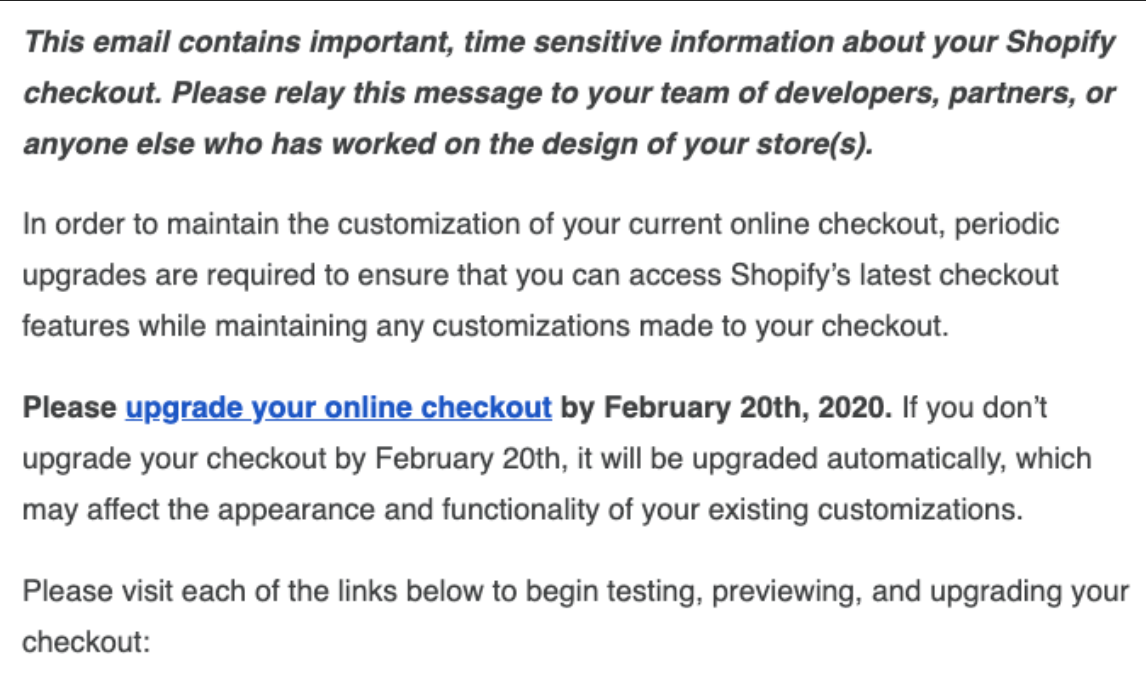 This email contains important, time sensitive information about your Shopify
checkout. Please relay this message to your team of developers, partners, or
anyone else who has worked on the design of your store(s).
In order to maintain the customization of your current online checkout, periodic
upgrades are required to ensure that you can access Shopify’s latest checkout
features while maintaining any customizations made to your checkout.
Please upgrade your online checkout by February 20th, 2020. If you don’t
upgrade your checkout by February 20th, it will be upgraded automatically, which
may affect the appearance and functionality of your existing customizations.
Please visit each of the links below to begin testing, previewing, and upgrading your
checkout: